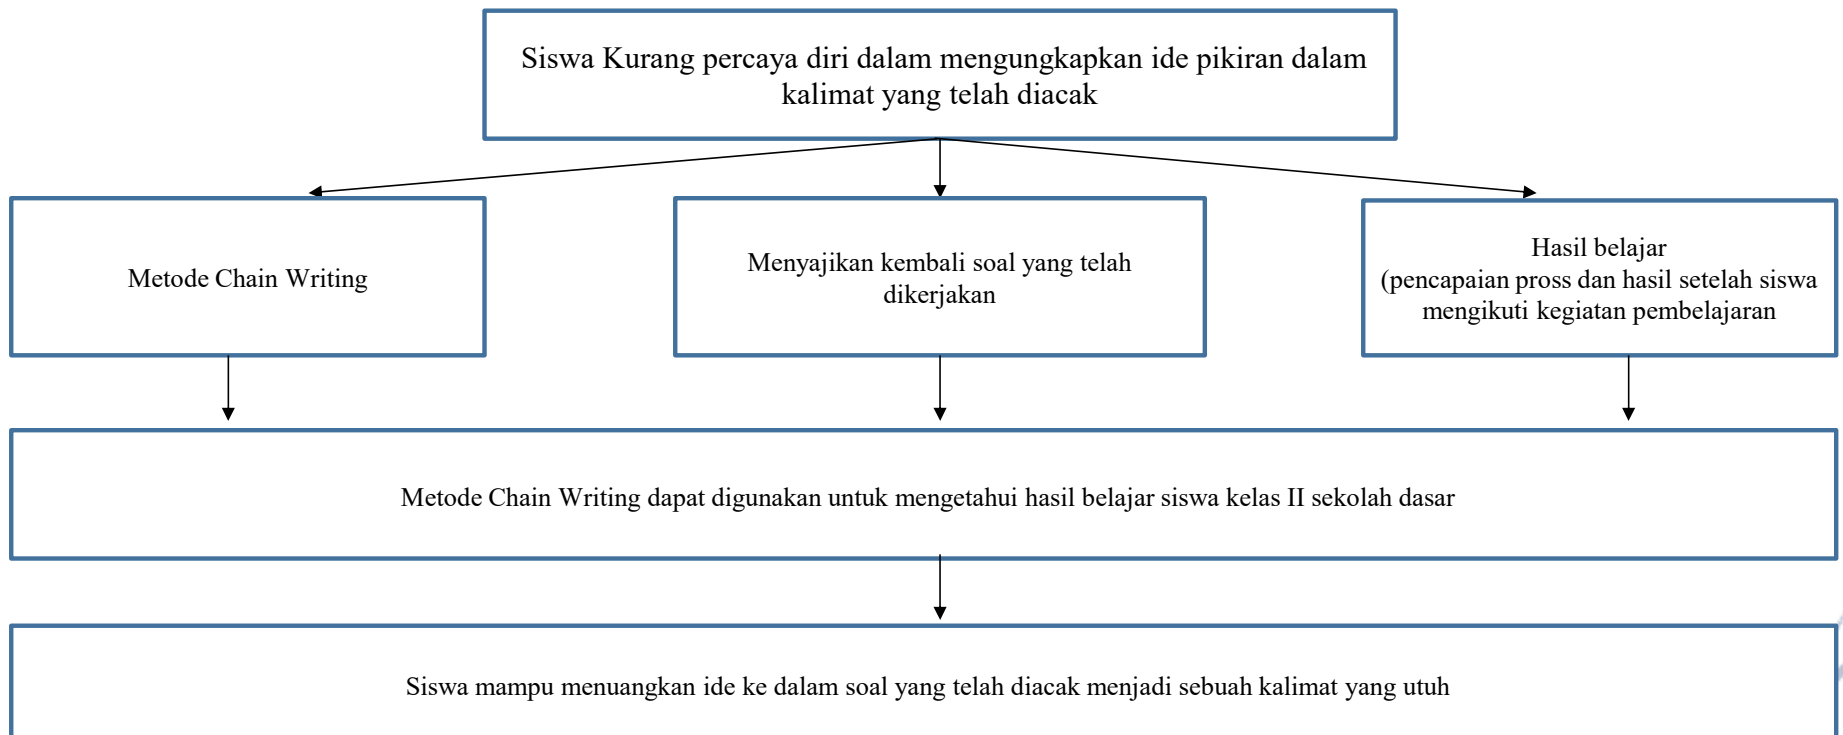 Siswa Kurang percaya diri dalam mengungkapkan ide pikiran dalam
kalimat yang telah diacak
Metode Chain Writing
Menyajikan kembali soal yang telah
dikerjakan
Hasil belajar
(pencapaian pross dan hasil setelah siswa
mengikuti kegiatan pembelajaran
Metode Chain Writing dapat digunakan untuk mengetahui hasil belajar siswa kelas II sekolah dasar
Siswa mampu menuangkan ide ke dalam soal yang telah diacak menjadi sebuah kalimat yang utuh